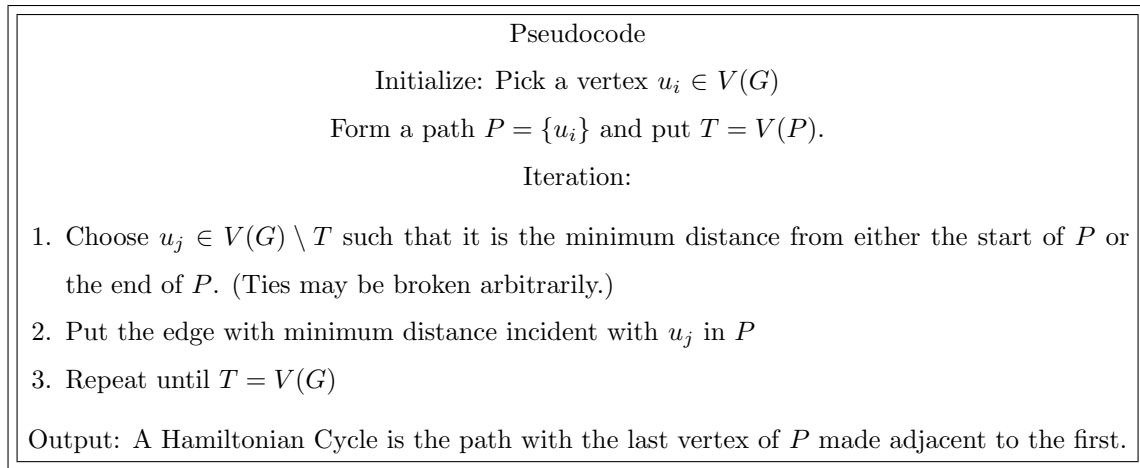 Pseudocode
Initialize: Pick a vertex u_i ∈ V(G)
Form a path P = {u_i} and put T = V(P).
Iteration:
1. Choose u_j ∈ V(G) \ T such that it is the minimum distance from either the start of P or
the end of P. (Ties may be broken arbitrarily.)
2. Put the edge with minimum distance incident with u_j in P
3. Repeat until T = V(G)
Output: A Hamiltonian Cycle is the path with the last vertex of P made adjacent to the first.